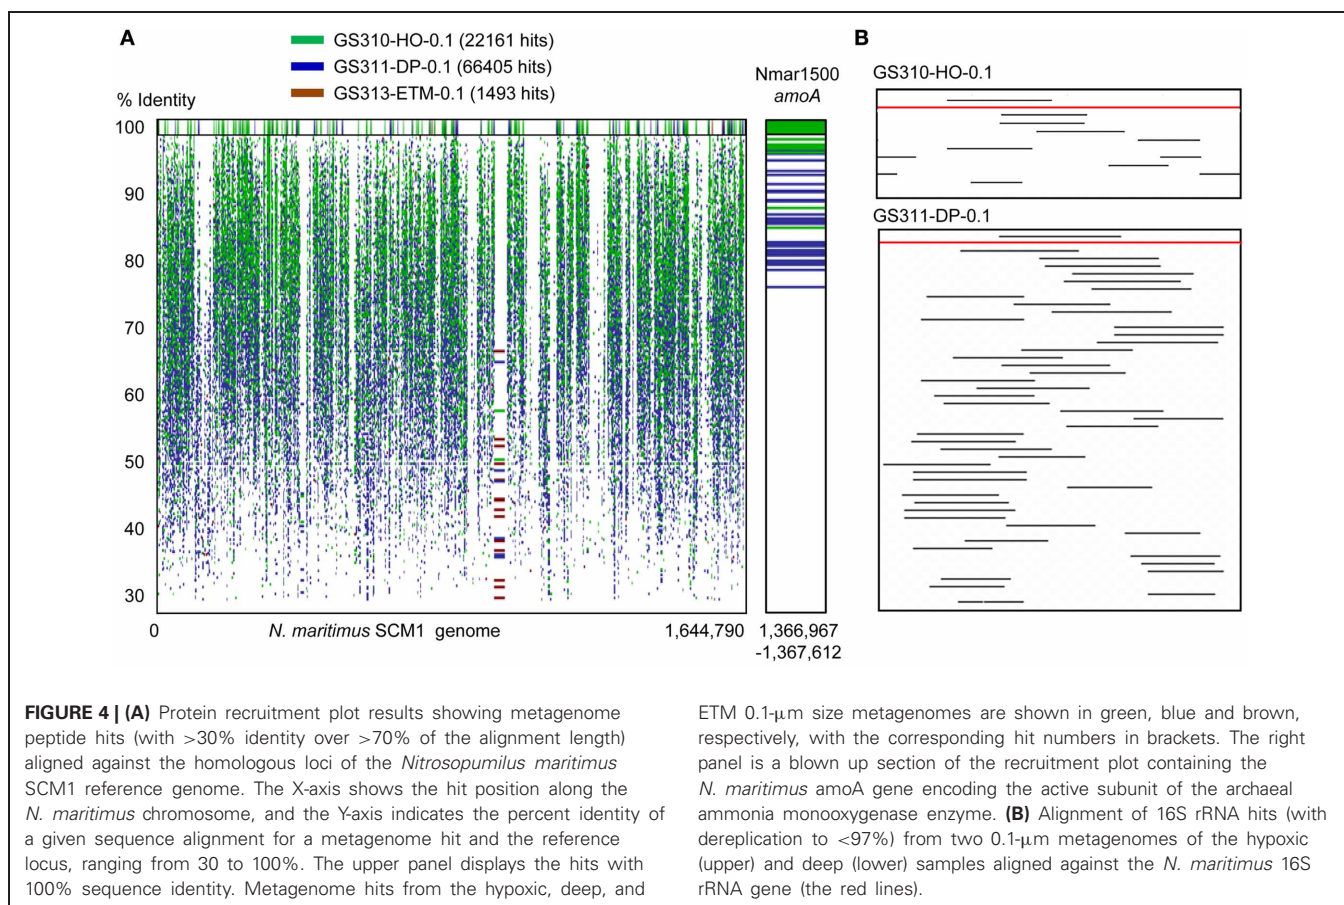 A
GS310-HO-0.1 (22161 hits)
GS311-DP-0.1 (66405 hits)
GS313-ETM-0.1 (1493 hits)
% Identity
100
90
80
70
60
50
40
30
0
N. maritimus SCM1 genome
1,644,790
Nmar1500
amoA
1,366,967
-1,367,612
B
GS310-HO-0.1
GS311-DP-0.1
FIGURE 4 | (A) Protein recruitment plot results showing metagenome
peptide hits (with >30% identity over >70% of the alignment length)
aligned against the homologous loci of the Nitrosopumilus maritimus
SCM1 reference genome. The X-axis shows the hit position along the
N. maritimus chromosome, and the Y-axis indicates the percent identity of
a given sequence alignment for a metagenome hit and the reference
locus, ranging from 30 to 100%. The upper panel displays the hits with
100% sequence identity. Metagenome hits from the hypoxic, deep, and
ETM 0.1-μm size metagenomes are shown in green, blue and brown,
respectively, with the corresponding hit numbers in brackets. The right
panel is a blown up section of the recruitment plot containing the
N. maritimus amoA gene encoding the active subunit of the archaeal
ammonia monooxygenase enzyme. (B) Alignment of 16S rRNA hits (with
dereplication to <97%) from two 0.1-μm metagenomes of the hypoxic
(upper) and deep (lower) samples aligned against the N. maritimus 16S
rRNA gene (the red lines).